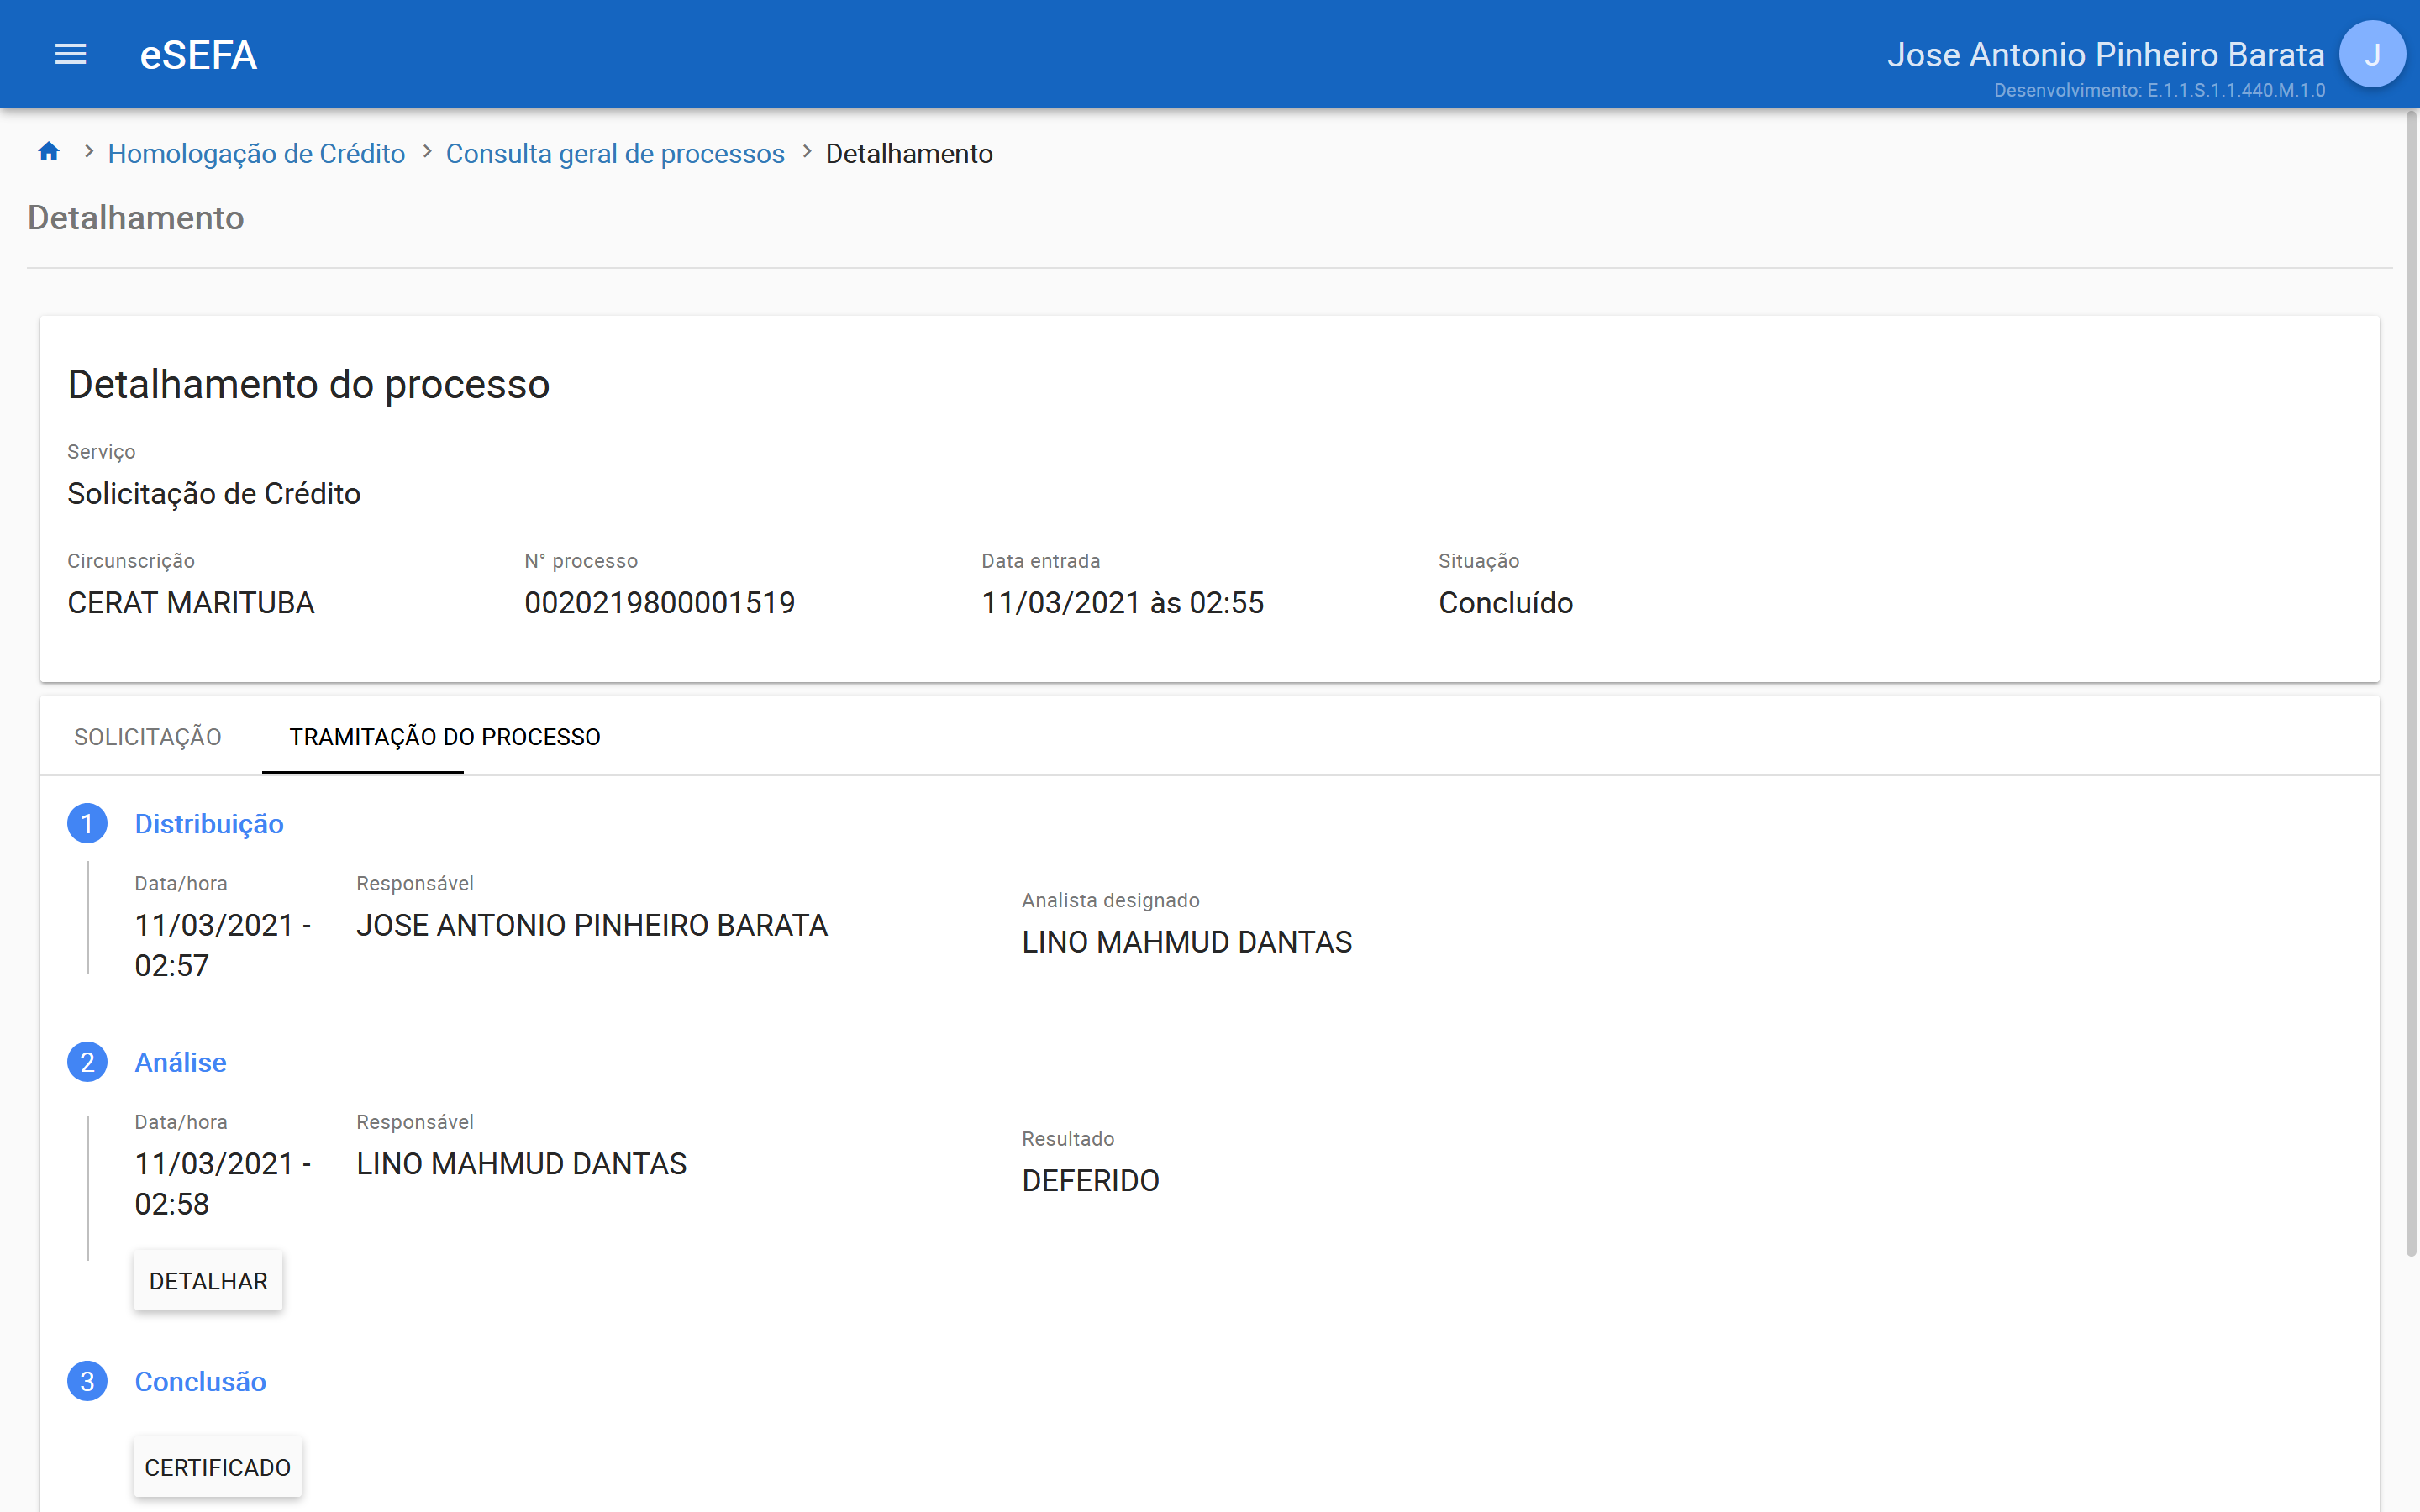 eSEFA
Jose Antonio Pinheiro Barata
J
Desenvolvimento: E.1.1.S.1.1.440.M.1.0
Homologação de Crédito > Consulta geral de processos > Detalhamento
Detalhamento
Detalhamento do processo
Serviço
Solicitação de Crédito
Circunscrição
CERAT MARITUBA
N° processo
0020219800001519
Data entrada
11/03/2021 às 02:55
Situação
Concluído
SOLICITAÇÃO
TRAMITAÇÃO DO PROCESSO
1 Distribuição
Data/hora
11/03/2021 -
02:57
Responsável
JOSE ANTONIO PINHEIRO BARATA
Analista designado
LINO MAHMUD DANTAS
2 Análise
Data/hora
11/03/2021 -
02:58
Responsável
LINO MAHMUD DANTAS
Resultado
DEFERIDO
DETALHAR
3 Conclusão
CERTIFICADO